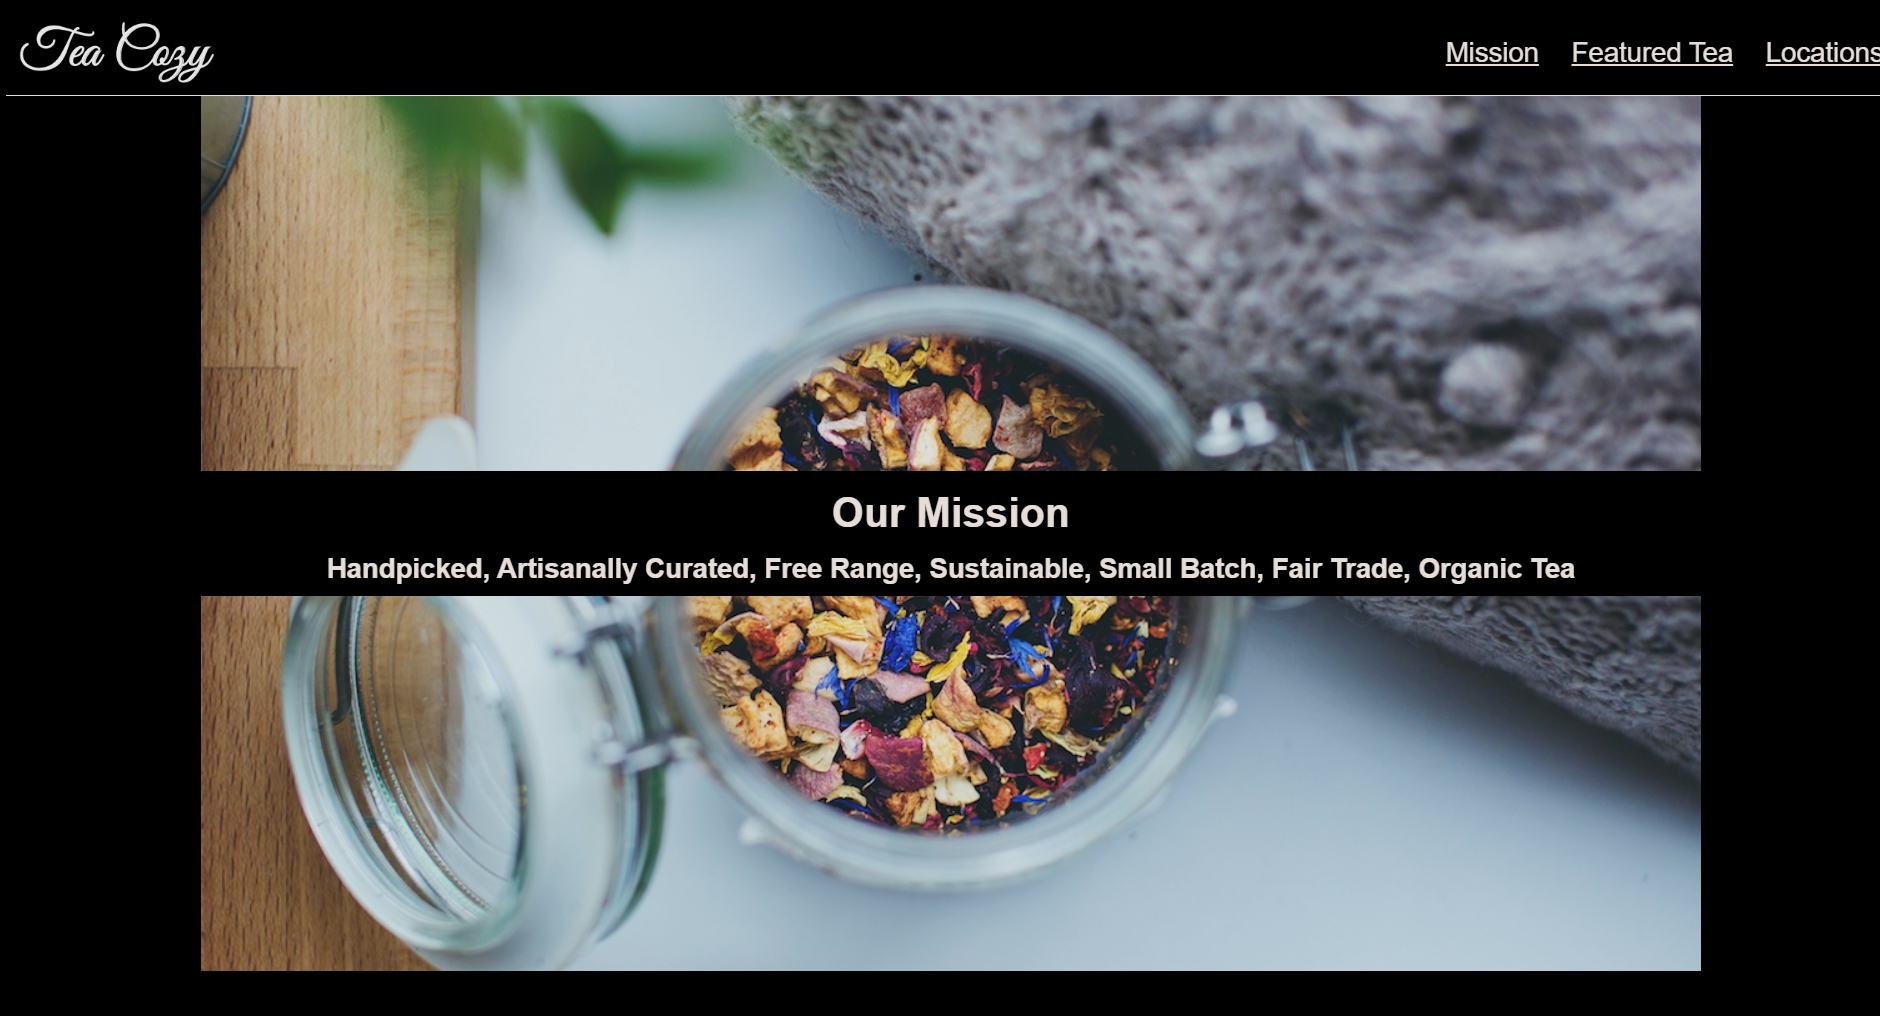 Tea Cozy
Mission Featured Tea Locations
Our Mission
Handpicked, Artisanally Curated, Free Range, Sustainable, Small Batch, Fair Trade, Organic Tea